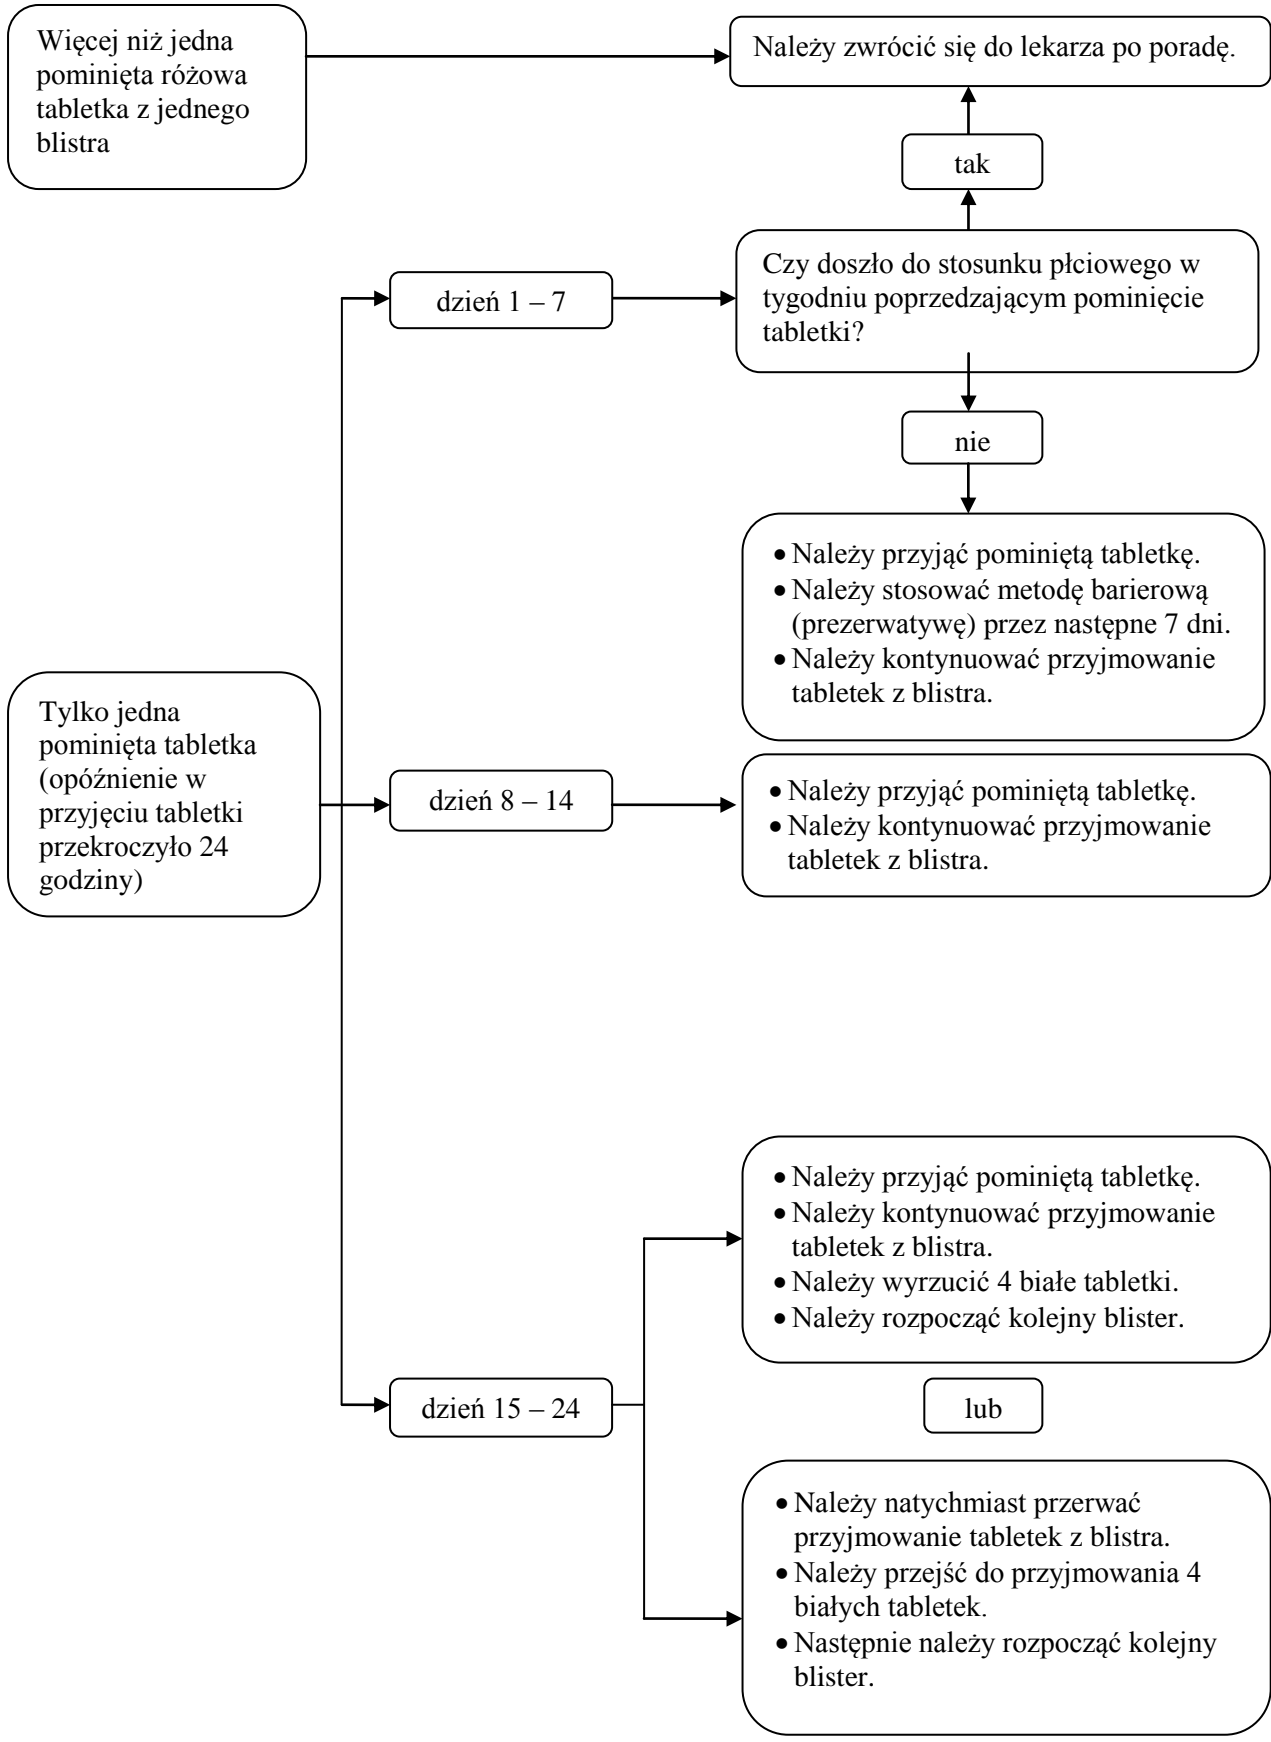 Więcej niż jedna
pominięta różowa
tabletka z jednego
blistra
Należy zwrócić się do lekarza po poradę.
tak
Czy doszło do stosunku płciowego w
tygodniu poprzedzającym pominięcie
tabletki?
dzień 1 – 7
nie
• Należy przyjąć pominiętą tabletkę.
• Należy stosować metodę barierową
(prezerwatywę) przez następne 7 dni.
• Należy kontynuować przyjmowanie
tabletek z blistra.
Tylko jedna
pominięta tabletka
(opóźnienie w
przyjęciu tabletki
przekroczyło 24
godziny)
dzień 8 – 14
• Należy przyjąć pominiętą tabletkę.
• Należy kontynuować przyjmowanie
tabletek z blistra.
• Należy przyjąć pominiętą tabletkę.
• Należy kontynuować przyjmowanie
tabletek z blistra.
• Należy wyrzucić 4 białe tabletki.
• Należy rozpocząć kolejny blister.
dzień 15 – 24
lub
• Należy natychmiast przerwać
przyjmowanie tabletek z blistra.
• Należy przejść do przyjmowania 4
białych tabletek.
• Następnie należy rozpocząć kolejny
blister.